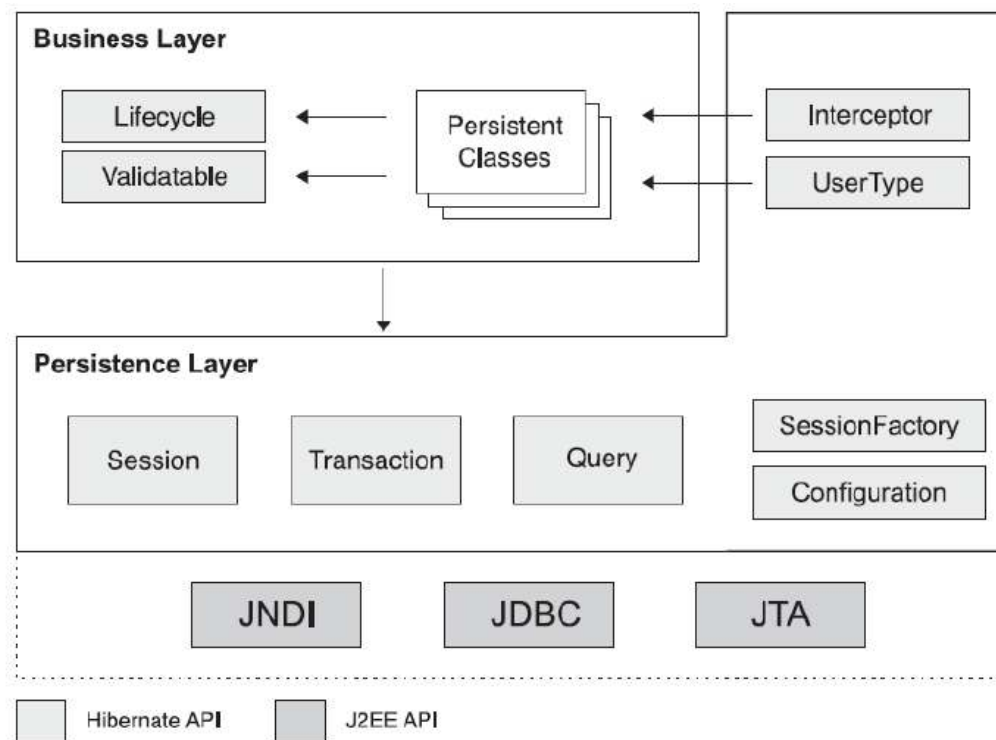 Business Layer
Lifecycle
Validatable
Persistent
Classes
Interceptor
UserType
Persistence Layer
Session
Transaction
Query
SessionFactory
Configuration
JNDI
JDBC
JTA
Hibernate API
J2EE API